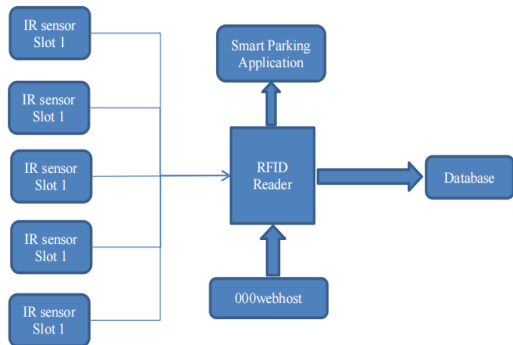 IR sensor
Slot 1
IR sensor
Slot 1
IR sensor
Slot 1
IR sensor
Slot 1
IR sensor
Slot 1
Smart Parking
Application
RFID
Reader
000webhost
Database